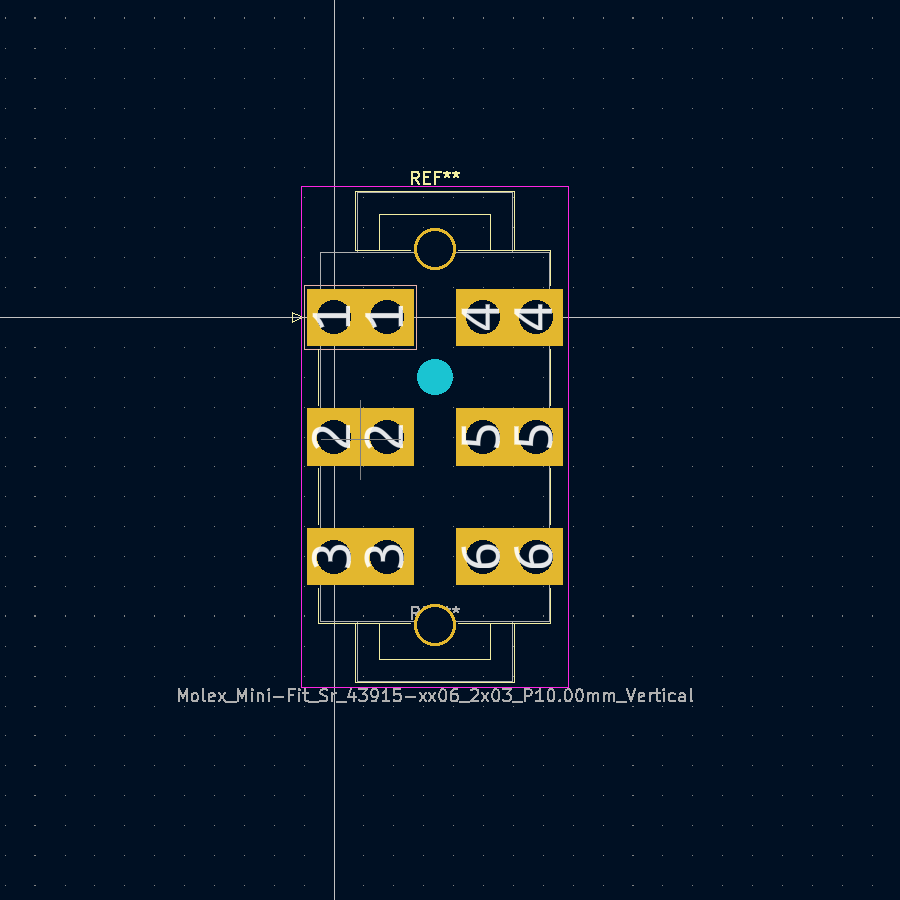 REF**
1 1 4 4
2 2 5 5
3 3 6 6
Molex_Mini-Fit_Sr_43915-xx06_2x03_P10.00mm_Vertical